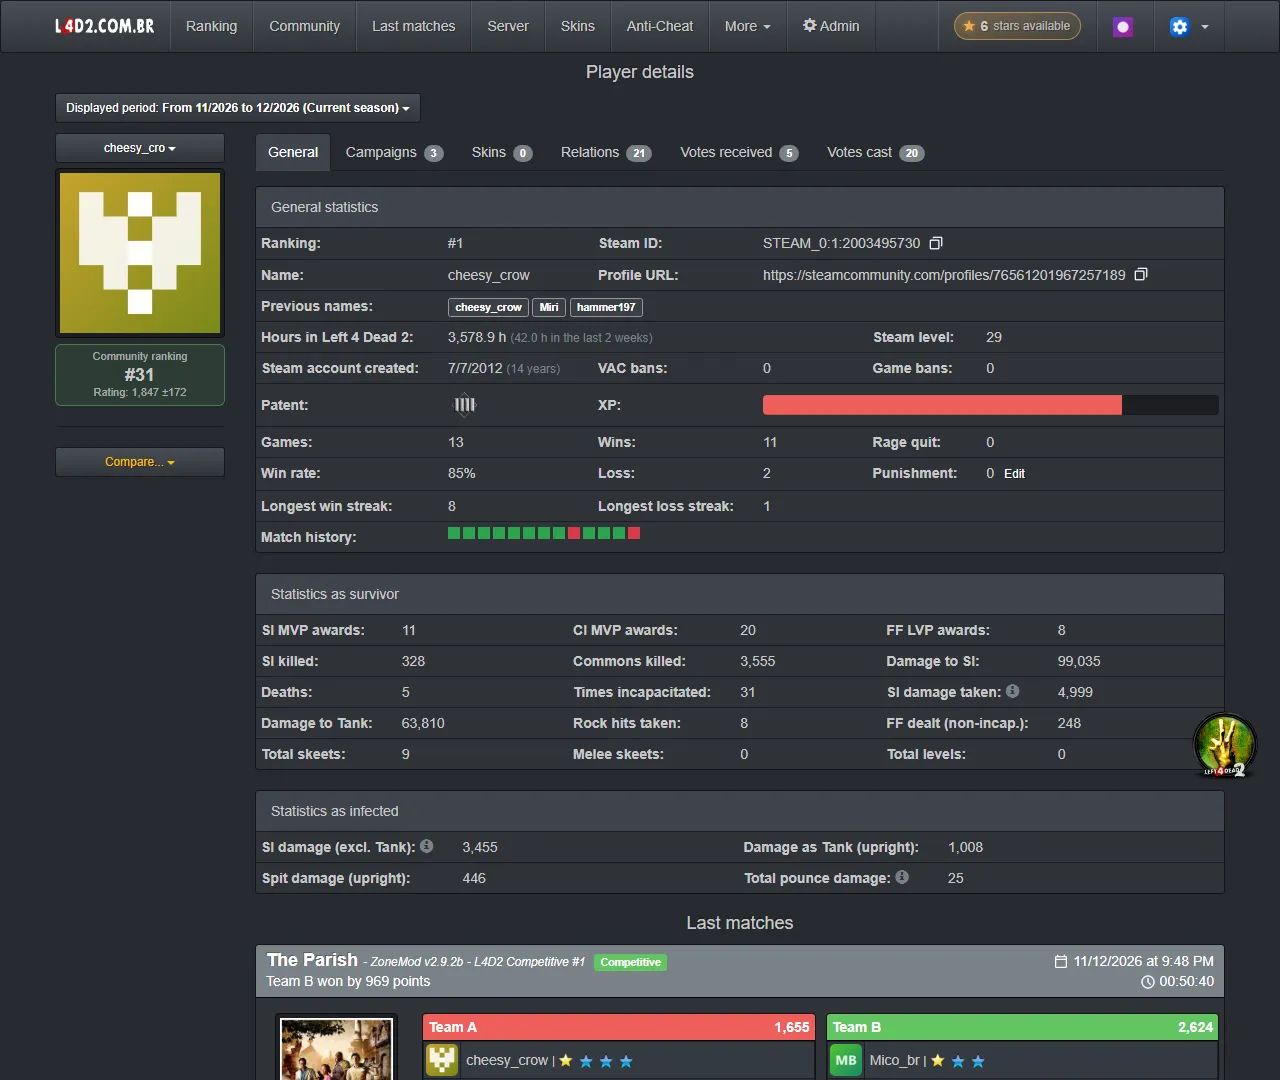 L4D2.COM.BR Ranking Community Last matches Server Skins Anti-Cheat More Admin 6 stars available
Player details
Displayed period: From 11/2026 to 12/2026 (Current season)
cheesy_cro
Community ranking
#31
Rating: 1,847 ±172
Compare...
General Campaigns 3 Skins 0 Relations 21 Votes received 5 Votes cast 20
General statistics
Ranking: #1 Steam ID: STEAM_0:1:2003495730
Name: cheesy_crow Profile URL: https://steamcommunity.com/profiles/76561201967257189
Previous names: cheesy_crow Miri hammer197
Hours in Left 4 Dead 2: 3,578.9 h (42.0 h in the last 2 weeks) Steam level: 29
Steam account created: 7/7/2012 (14 years) VAC bans: 0 Game bans: 0
Patent: XP:
Games: 13 Wins: 11 Rage quit: 0
Win rate: 85% Loss: 2 Punishment: 0 Edit
Longest win streak: 8 Longest loss streak: 1
Match history:
Statistics as survivor
SI MVP awards: 11 CI MVP awards: 20 FF LVP awards: 8
SI killed: 328 Commons killed: 3,555 Damage to SI: 99,035
Deaths: 5 Times incapacitated: 31 SI damage taken: 4,999
Damage to Tank: 63,810 Rock hits taken: 8 FF dealt (non-incap.): 248
Total skeets: 9 Melee skeets: 0 Total levels: 0
LEFT 4 DEAD 2
Statistics as infected
SI damage (excl. Tank): 3,455 Damage as Tank (upright): 1,008
Spit damage (upright): 446 Total pounce damage: 25
Last matches
The Parish - ZoneMod v2.9.2b - L4D2 Competitive #1 Competitive 11/12/2026 at 9:48 PM
Team B won by 969 points 00:50:40
Team A 1,655 Team B 2,624
cheesy_crow | MB Mico_br |